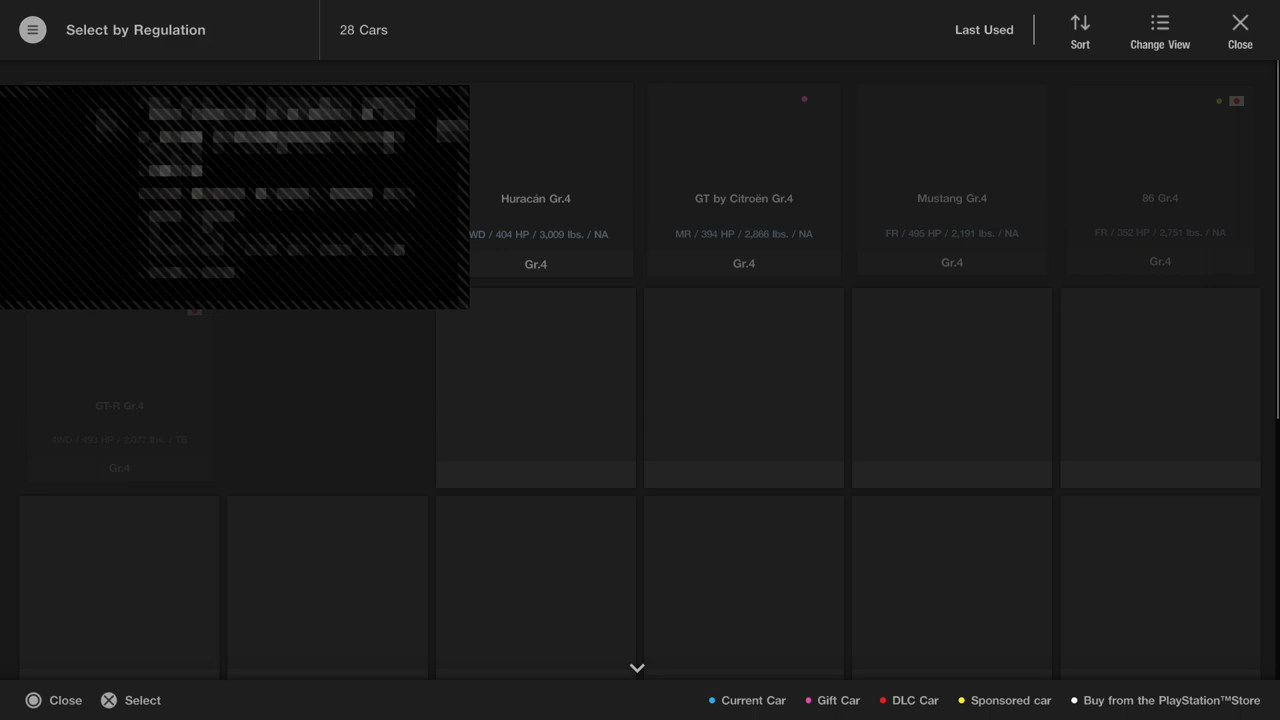 Select by Regulation
28 Cars
Last Used
Sort
Change View
Close
Huracán Gr.4
GT by Citroën Gr.4
Mustang Gr.4
86 Gr.4
WD / 404 HP / 3,009 lbs. / NA
MR / 394 HP / 2,866 lbs. / NA
FR / 495 HP / 2,191 lbs. / NA
FR / 352 HP / 2,751 lbs. / NA
Gr.4
Gr.4
Gr.4
Gr.4
GT-R Gr.4
4WD / HP / lbs. / TB
Gr.4
Close
Select
Current Car
Gift Car
DLC Car
Sponsored car
Buy from the PlayStation™Store